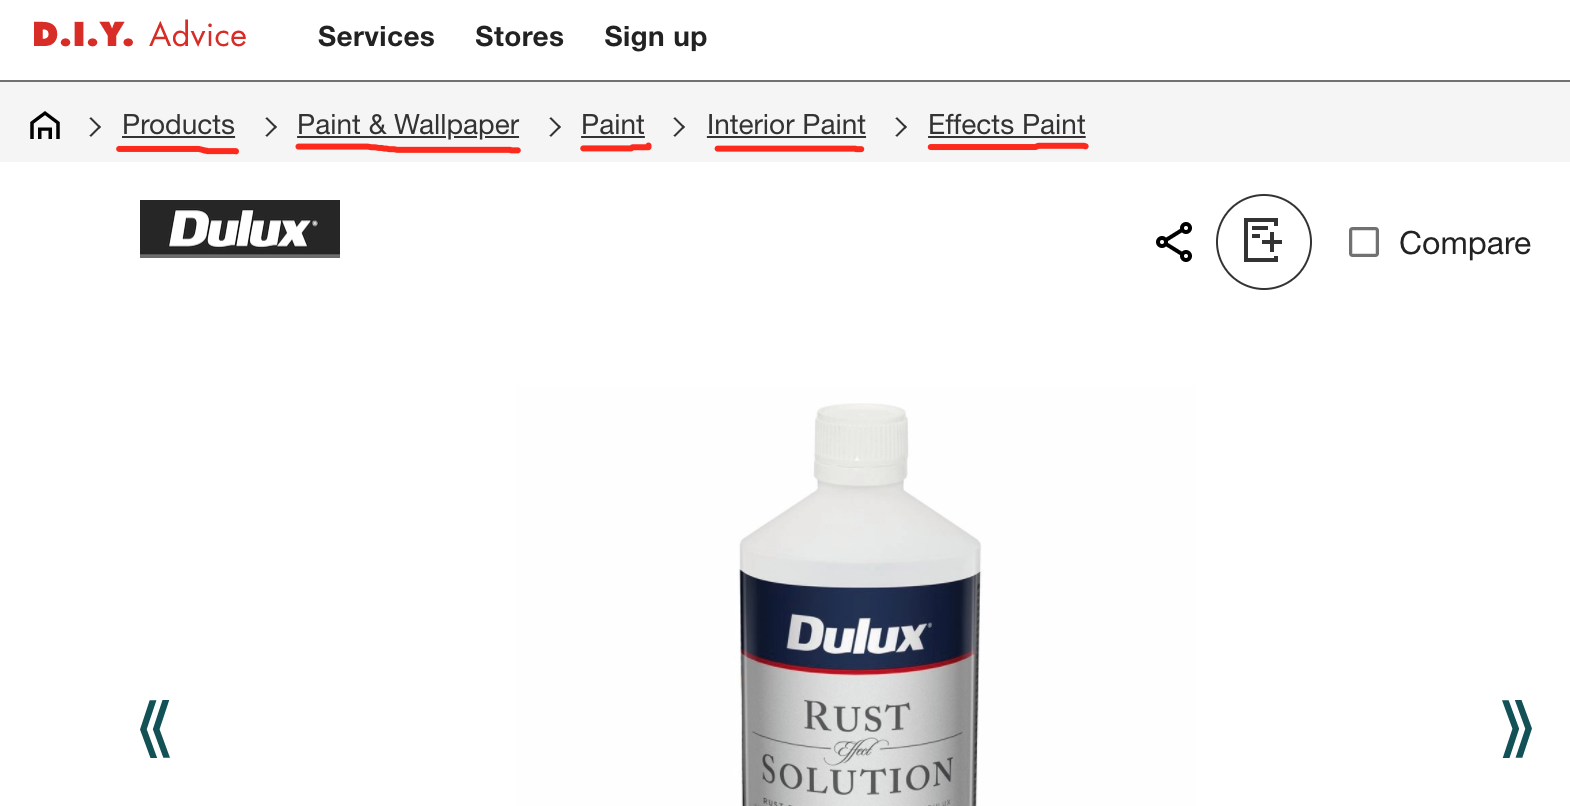 D.I.Y. Advice Services Stores Sign up
Products Paint & Wallpaper Paint Interior Paint Effects Paint
Dulux
Compare
Dulux
RUST
Effect
SOLUTION
RUST